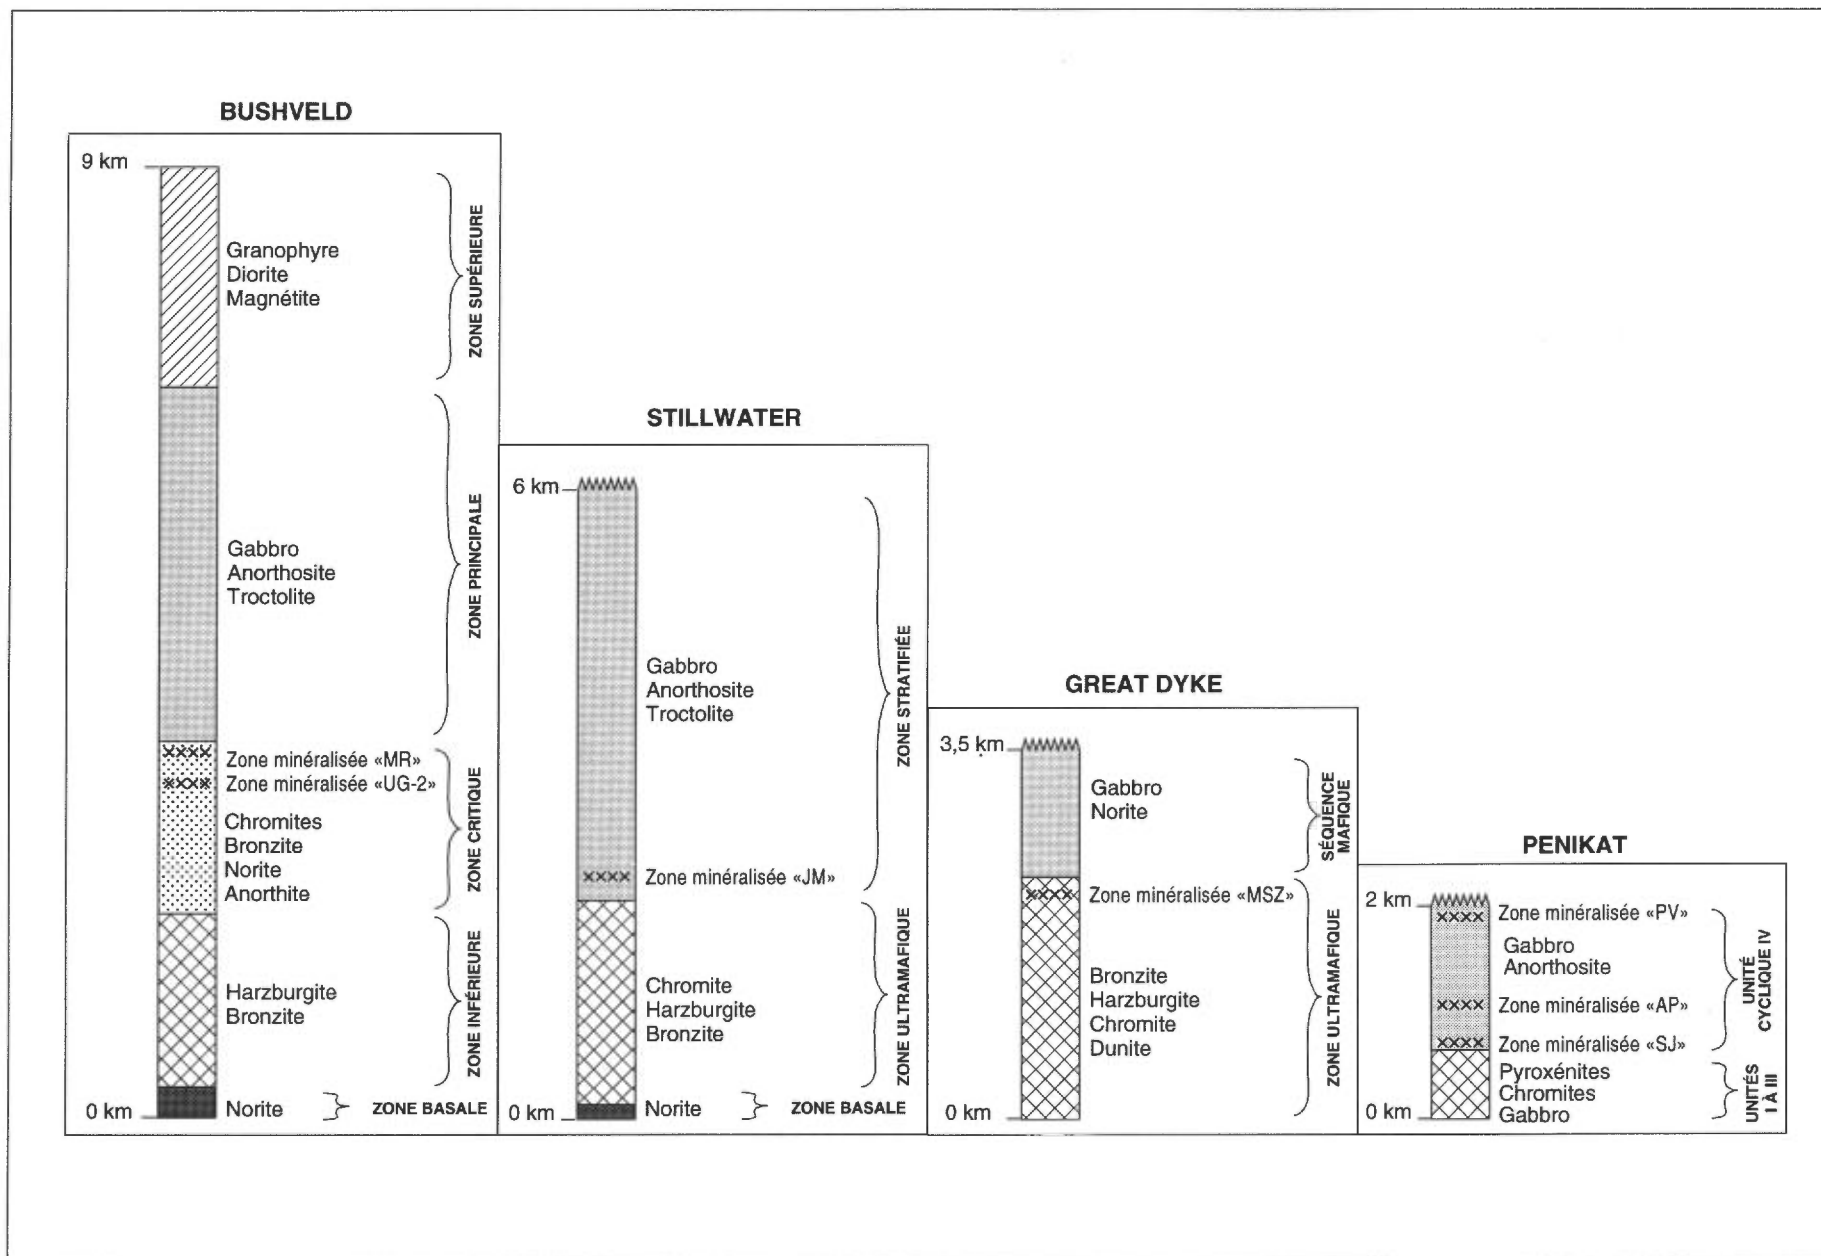 BUSHVELD
9 km
Granophyre
Diorite
Magnétite
ZONE SUPÉRIEURE
Gabbro
Anorthosite
Troctolite
ZONE PRINCIPALE
Zone minéralisée «MR»
Zone minéralisée «UG-2»
Chromites
Bronzite
Norite
Anorthite
ZONE CRITIQUE
Harzburgite
Bronzite
ZONE INFÉRIEURE
0 km
Norite
ZONE BASALE
STILLWATER
6 km
Gabbro
Anorthosite
Troctolite
ZONE STRATIFIÉE
Zone minéralisée «JM»
Chromite
Harzburgite
Bronzite
ZONE ULTRAMAFIQUE
0 km
Norite
ZONE BASALE
GREAT DYKE
3,5 km
Gabbro
Norite
SÉQUENCE
MAFIQUE
Zone minéralisée «MSZ»
Bronzite
Harzburgite
Chromite
Dunite
ZONE ULTRAMAFIQUE
0 km
PENIKAT
2 km
Zone minéralisée «PV»
Gabbro
Anorthosite
Zone minéralisée «AP»
Zone minéralisée «SJ»
UNITÉ
CYCLIQUE IV
Pyroxénites
Chromites
Gabbro
UNITÉS
I À III
0 km